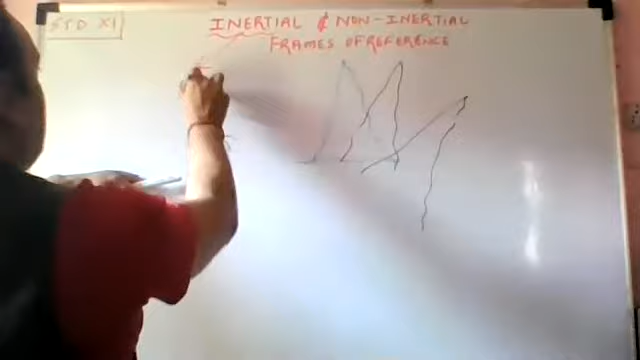 STD XI
INERTIAL & NON-INERTIAL
FRAMES OF REFERENCE